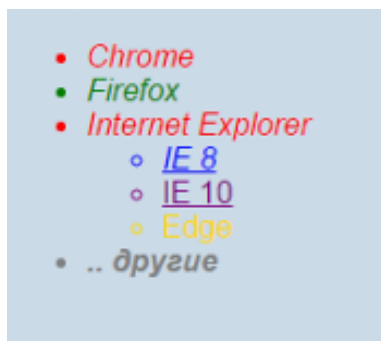 Chrome
Firefox
Internet Explorer
IE 8
IE 10
Edge
.. другие